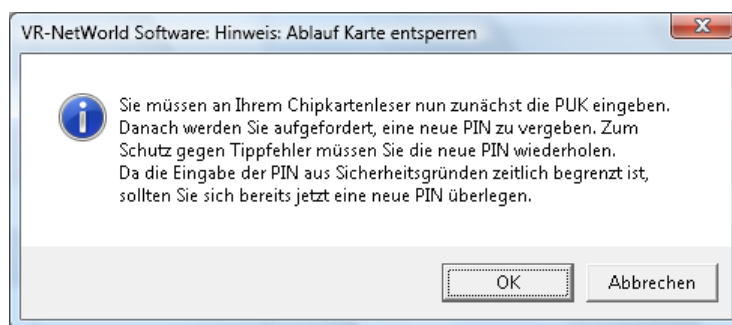 VR-NetWorld Software: Hinweis: Ablauf Karte entsperren
Sie müssen an Ihrem Chipkartenleser nun zunächst die PUK eingeben.
Danach werden Sie aufgefordert, eine neue PIN zu vergeben. Zum
Schutz gegen Tippfehler müssen Sie die neue PIN wiederholen.
Da die Eingabe der PIN aus Sicherheitsgründen zeitlich begrenzt ist,
sollten Sie sich bereits jetzt eine neue PIN überlegen.
OK
Abbrechen